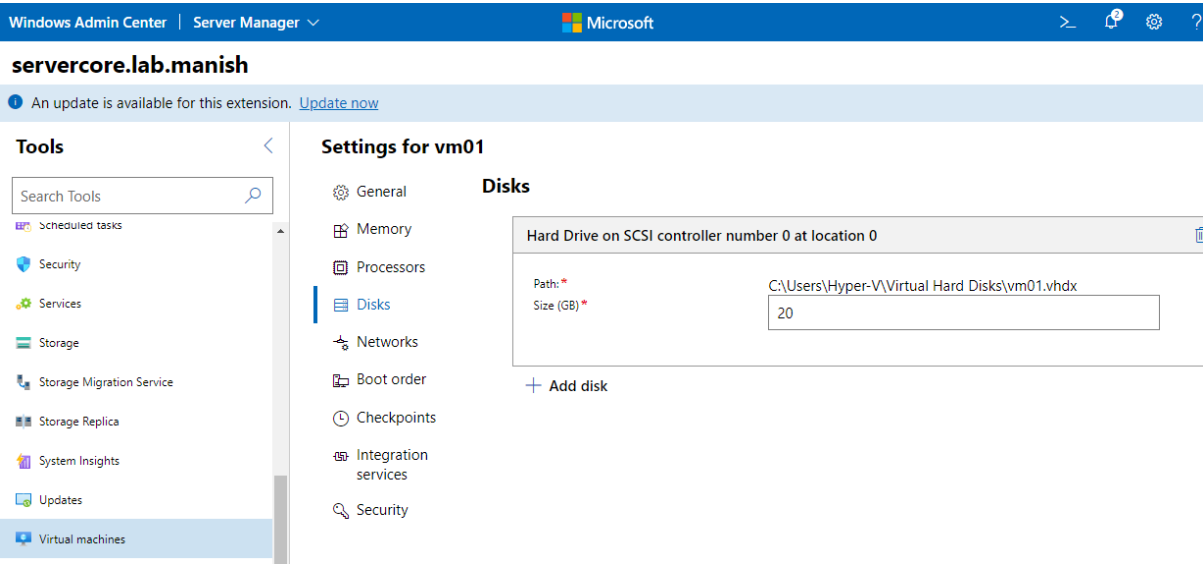 Windows Admin Center | Server Manager
Microsoft
2
?
servercore.lab.manish
An update is available for this extension. Update now
Tools
Search Tools
Scheduled tasks
Security
Services
Storage
Storage Migration Service
Storage Replica
System Insights
Updates
Virtual machines
Settings for vm01
General
Memory
Processors
Disks
Networks
Boot order
Checkpoints
Integration
services
Security
Disks
Hard Drive on SCSI controller number 0 at location 0
Path:* C:\Users\Hyper-V\Virtual Hard Disks\vm01.vhdx
Size (GB)* 20
+ Add disk